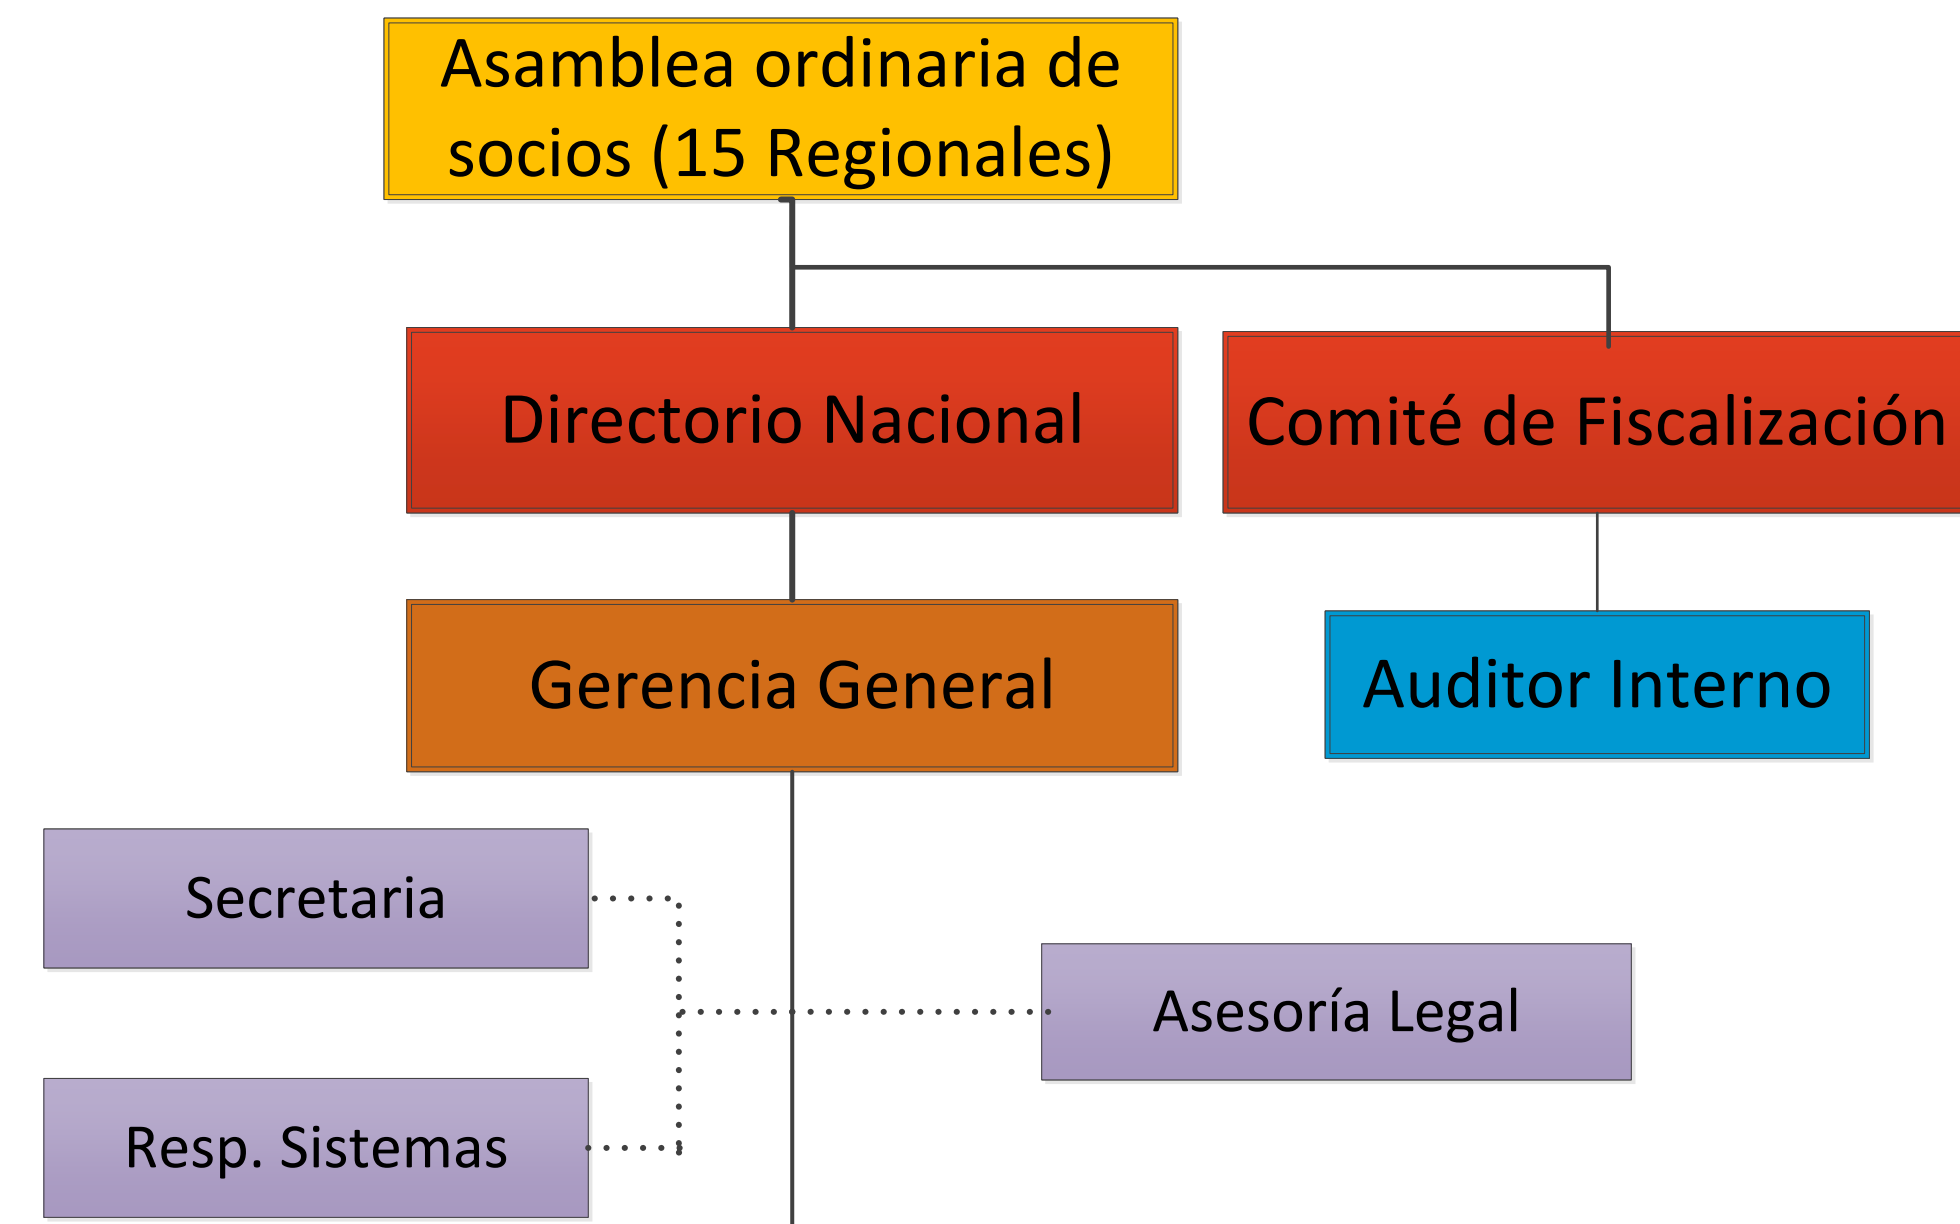 Asamblea ordinaria de
socios (15 Regionales)
Directorio Nacional
Comité de Fiscalización
Gerencia General
Auditor Interno
Secretaria
Asesoría Legal
Resp. Sistemas